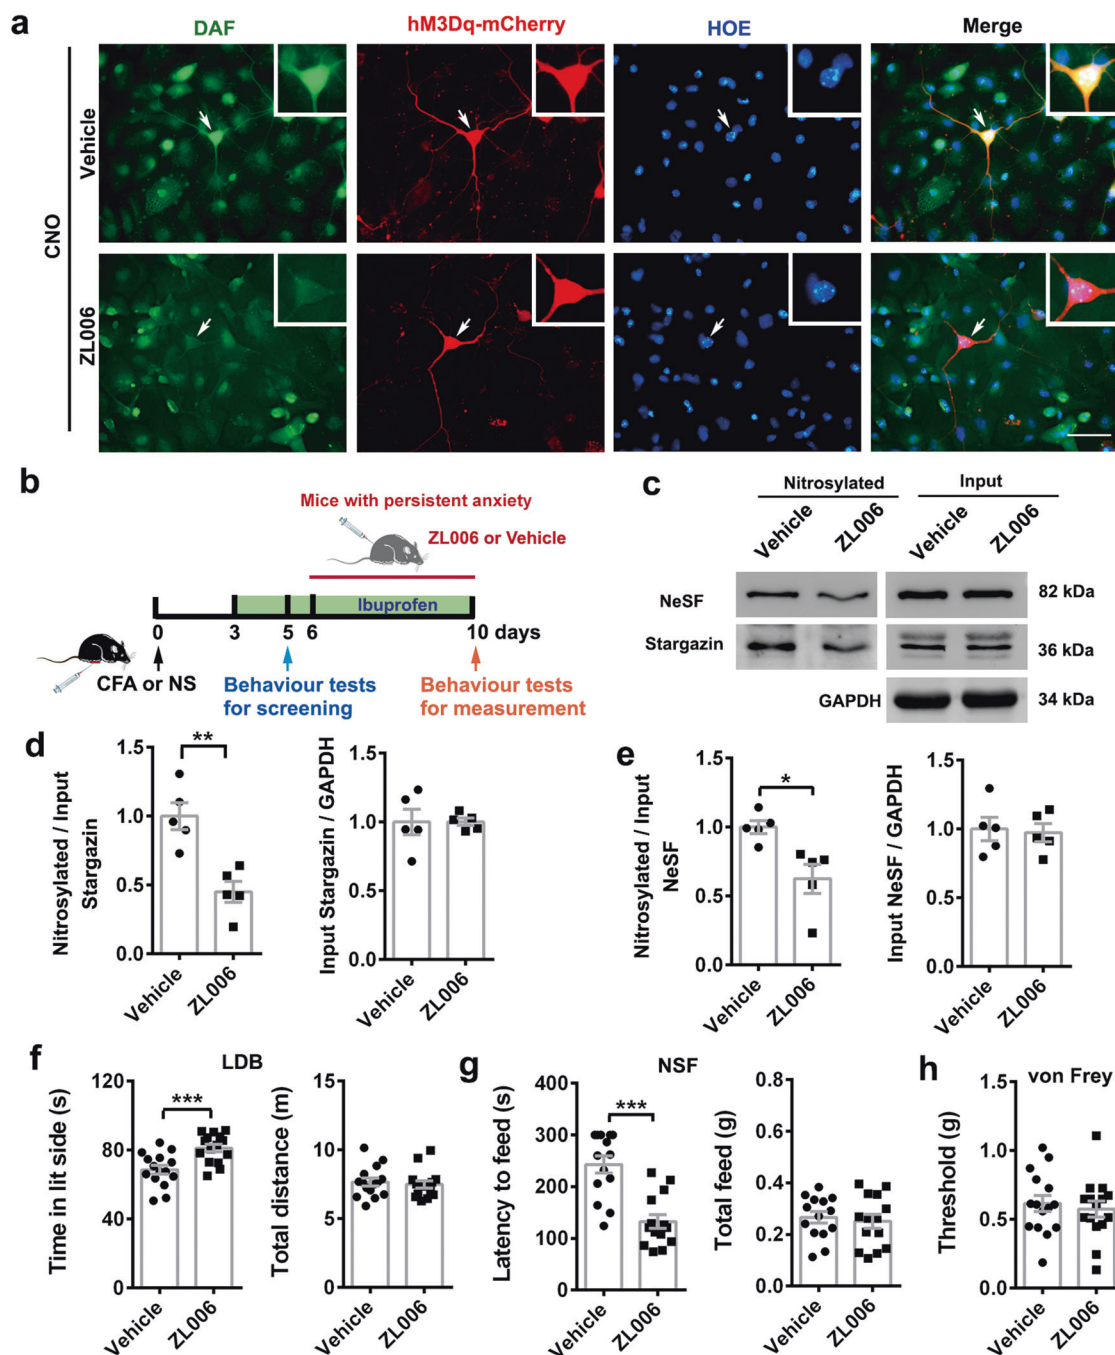 a
DAF
hM3Dq-mCherry
HOE
Merge
CNO
Vehicle
ZL006
b
Mice with persistent anxiety
ZL006 or Vehicle
Ibuprofen
0
3
5
6
10 days
CFA or NS
Behaviour tests
for screening
Behaviour tests
for measurement
c
Nitrosylated
Input
Vehicle
ZL006
Vehicle
ZL006
NeSF
82 kDa
Stargazin
36 kDa
GAPDH
34 kDa
d
Nitrosylated / Input
Stargazin
1.5
1.0
0.5
0.0
**
Vehicle
ZL006
Input Stargazin / GAPDH
1.5
1.0
0.5
0.0
Vehicle
ZL006
e
Nitrosylated / Input
NeSF
1.5
1.0
0.5
0.0
*
Vehicle
ZL006
Input NeSF / GAPDH
1.5
1.0
0.5
0.0
Vehicle
ZL006
f
LDB
Time in lit side (s)
120
80
40
0
***
Vehicle
ZL006
Total distance (m)
15
10
5
0
Vehicle
ZL006
g
NSF
Latency to feed (s)
400
300
200
100
0
***
Vehicle
ZL006
Total feed (g)
0.8
0.6
0.4
0.2
0.0
Vehicle
ZL006
h
von Frey
Threshold (g)
1.5
1.0
0.5
0.0
Vehicle
ZL006